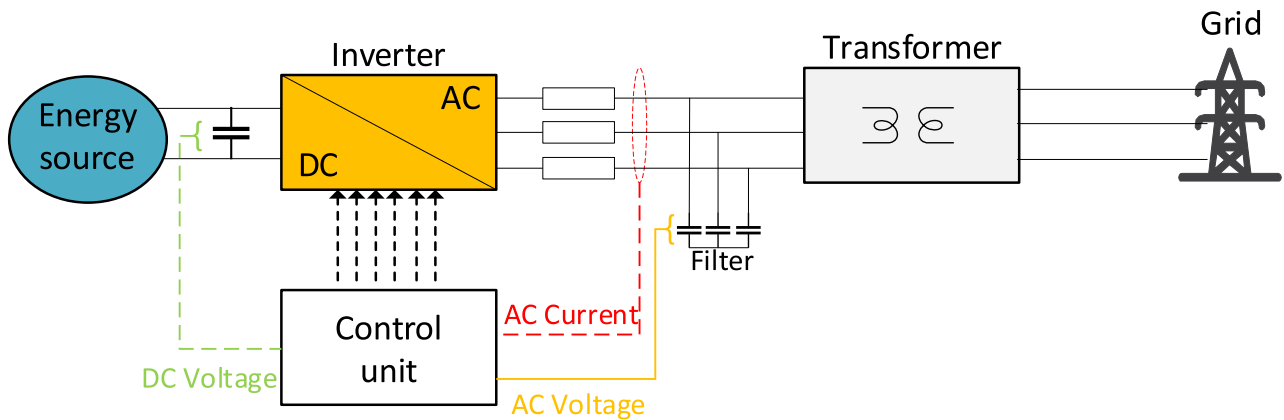 Grid
Inverter
Transformer
Energy
source
AC
DC
Filter
Control
unit
AC Current
DC Voltage
AC Voltage